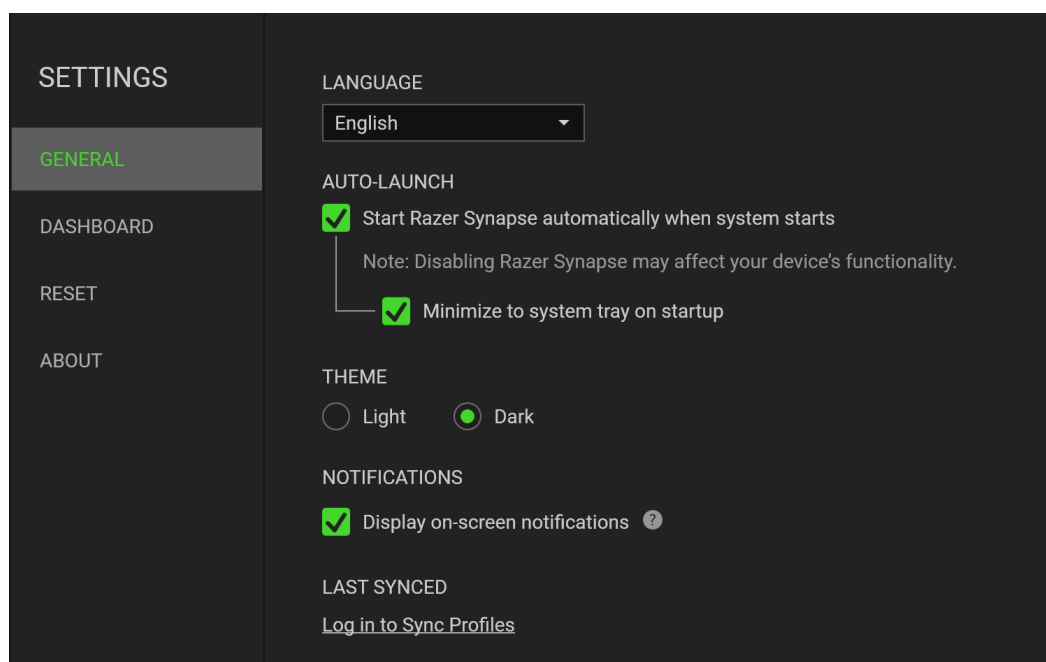 SETTINGS
GENERAL
DASHBOARD
RESET
ABOUT
LANGUAGE
English
AUTO-LAUNCH
Start Razer Synapse automatically when system starts
Note: Disabling Razer Synapse may affect your device’s functionality.
Minimize to system tray on startup
THEME
Light Dark
NOTIFICATIONS
Display on-screen notifications ?
LAST SYNCED
Log in to Sync Profiles